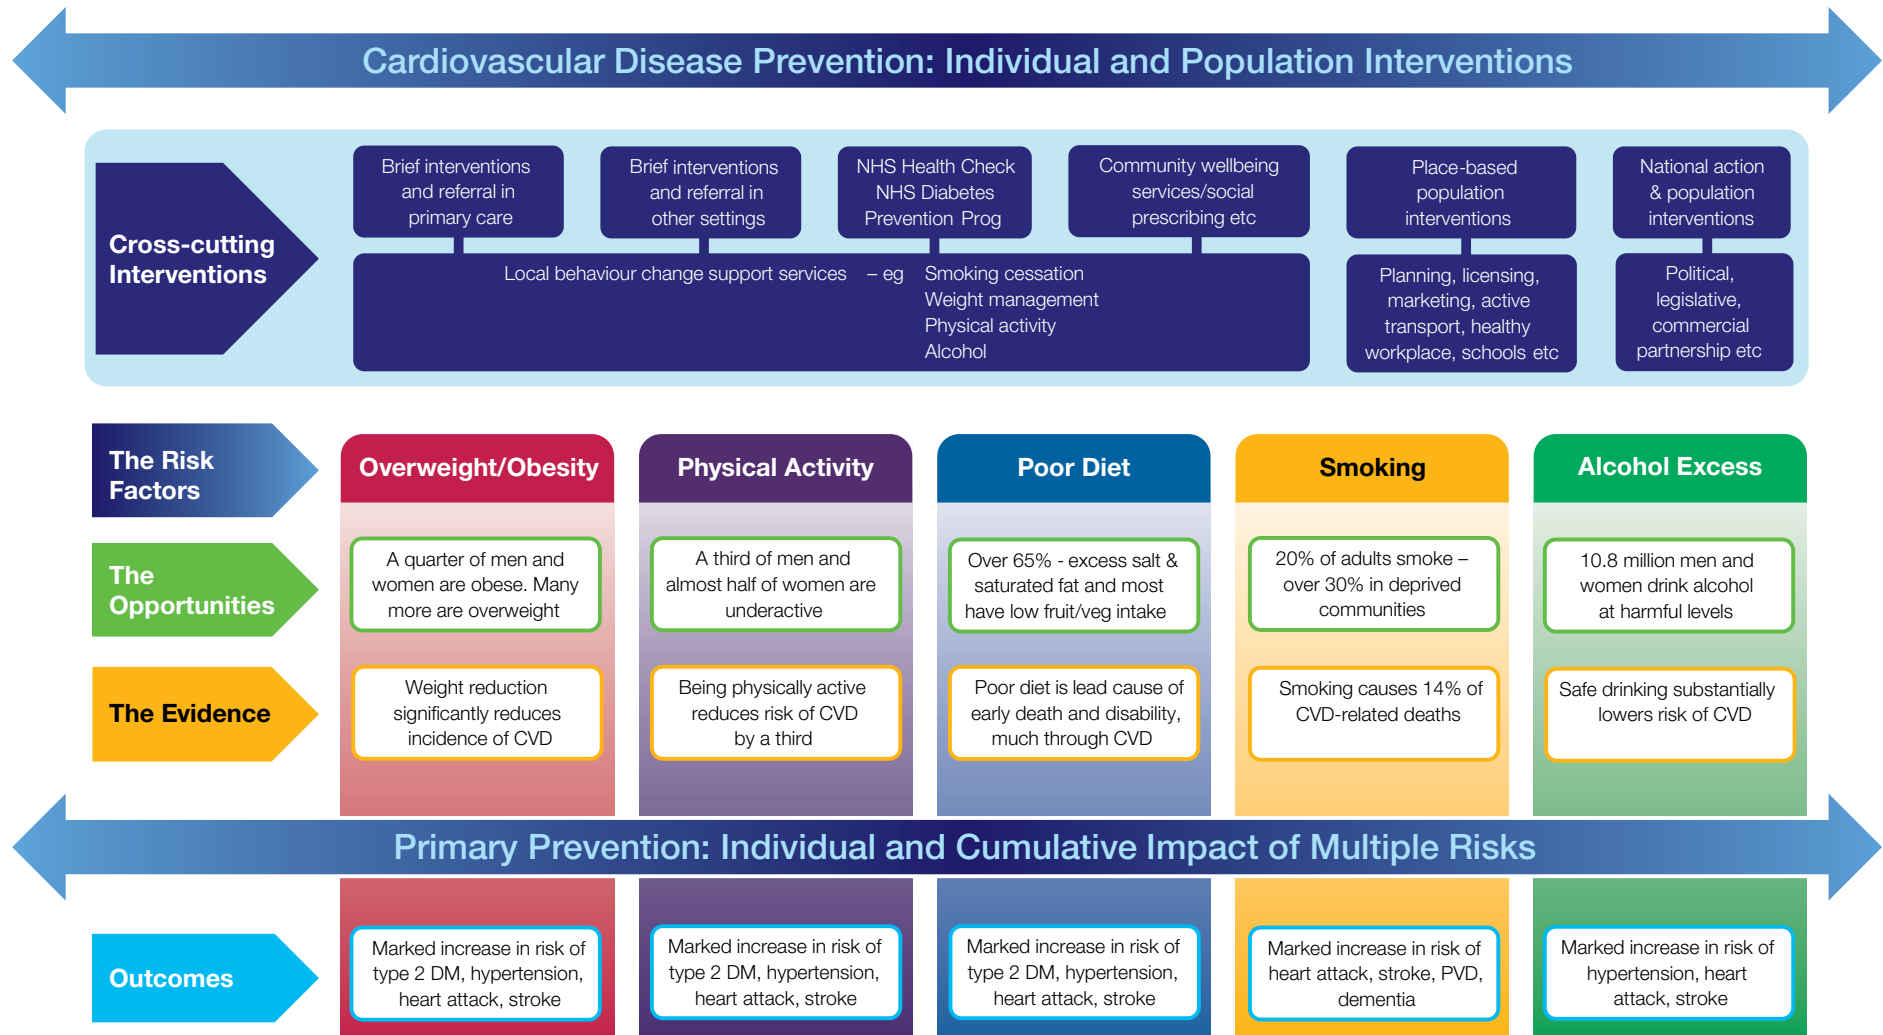 Cardiovascular Disease Prevention: Individual and Population Interventions
Cross-cutting
Interventions
Brief interventions
and referral in
primary care
Brief interventions
and referral in
other settings
NHS Health Check
NHS Diabetes
Prevention Prog
Community wellbeing
services/social
prescribing etc
Place-based
population
interventions
National action
& population
interventions
Local behaviour change support services – eg Smoking cessation
Weight management
Physical activity
Alcohol
Planning, licensing,
marketing, active
transport, healthy
workplace, schools etc
Political,
legislative,
commercial
partnership etc
The Risk
Factors
Overweight/Obesity
Physical Activity
Poor Diet
Smoking
Alcohol Excess
The
Opportunities
A quarter of men and
women are obese. Many
more are overweight
A third of men and
almost half of women are
underactive
Over 65% - excess salt &
saturated fat and most
have low fruit/veg intake
20% of adults smoke –
over 30% in deprived
communities
10.8 million men and
women drink alcohol
at harmful levels
The Evidence
Weight reduction
significantly reduces
incidence of CVD
Being physically active
reduces risk of CVD
by a third
Poor diet is lead cause of
early death and disability,
much through CVD
Smoking causes 14% of
CVD-related deaths
Safe drinking substantially
lowers risk of CVD
Primary Prevention: Individual and Cumulative Impact of Multiple Risks
Outcomes
Marked increase in risk of
type 2 DM, hypertension,
heart attack, stroke
Marked increase in risk of
type 2 DM, hypertension,
heart attack, stroke
Marked increase in risk of
type 2 DM, hypertension,
heart attack, stroke
Marked increase in risk of
heart attack, stroke, PVD,
dementia
Marked increase in risk of
hypertension, heart
attack, stroke